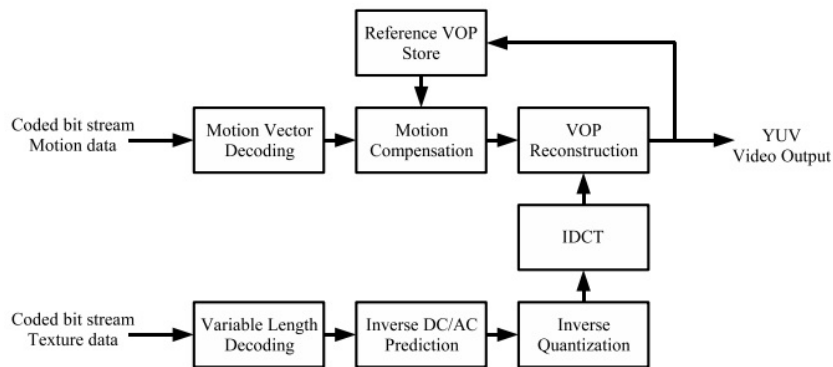 Reference VOP
Store
Coded bit stream
Motion data
Motion Vector
Decoding
Motion
Compensation
VOP
Reconstruction
YUV
Video Output
IDCT
Coded bit stream
Texture data
Variable Length
Decoding
Inverse DC/AC
Prediction
Inverse
Quantization